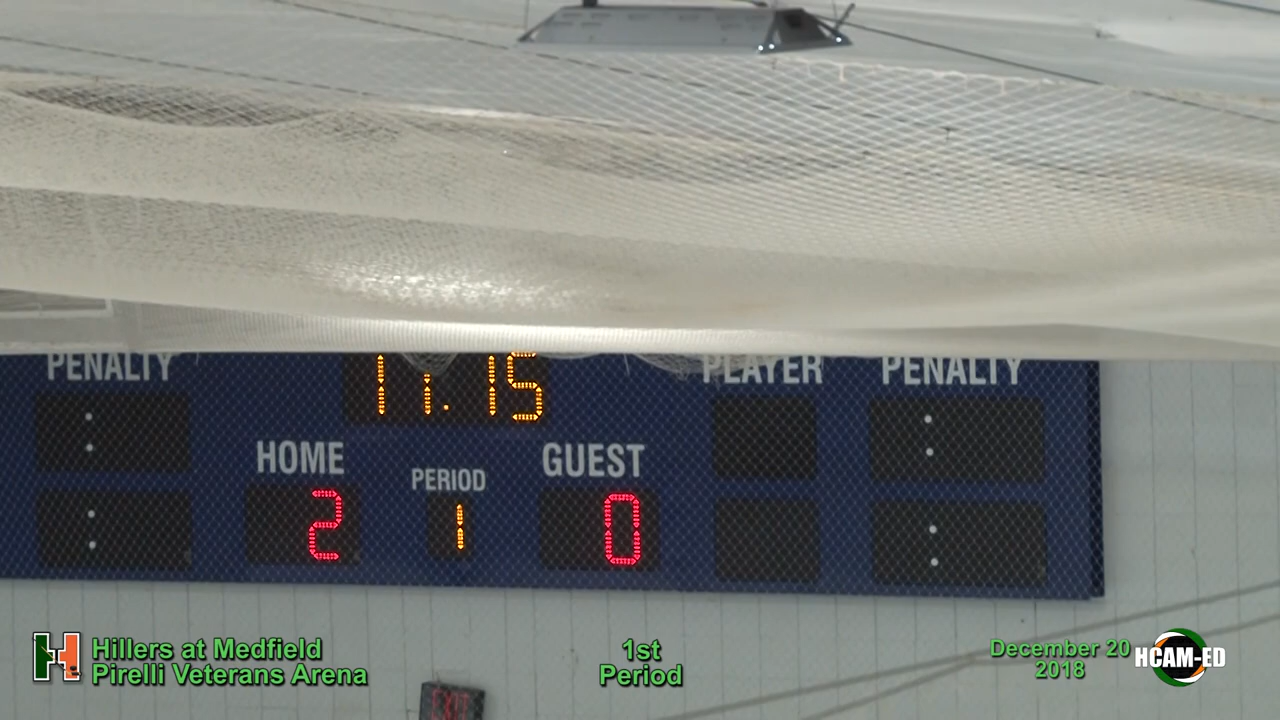 PENALTY
11:15
PLAYER
PENALTY
HOME
PERIOD
GUEST
2
1
0
H
Hillers at Medfield
Pirelli Veterans Arena
1st
Period
December 20
2018
HCAM-ED
EXIT